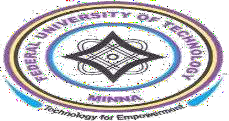 FEDERAL UNIVERSITY OF TECHNOLOGY
MINNA
Technology for Empowerment